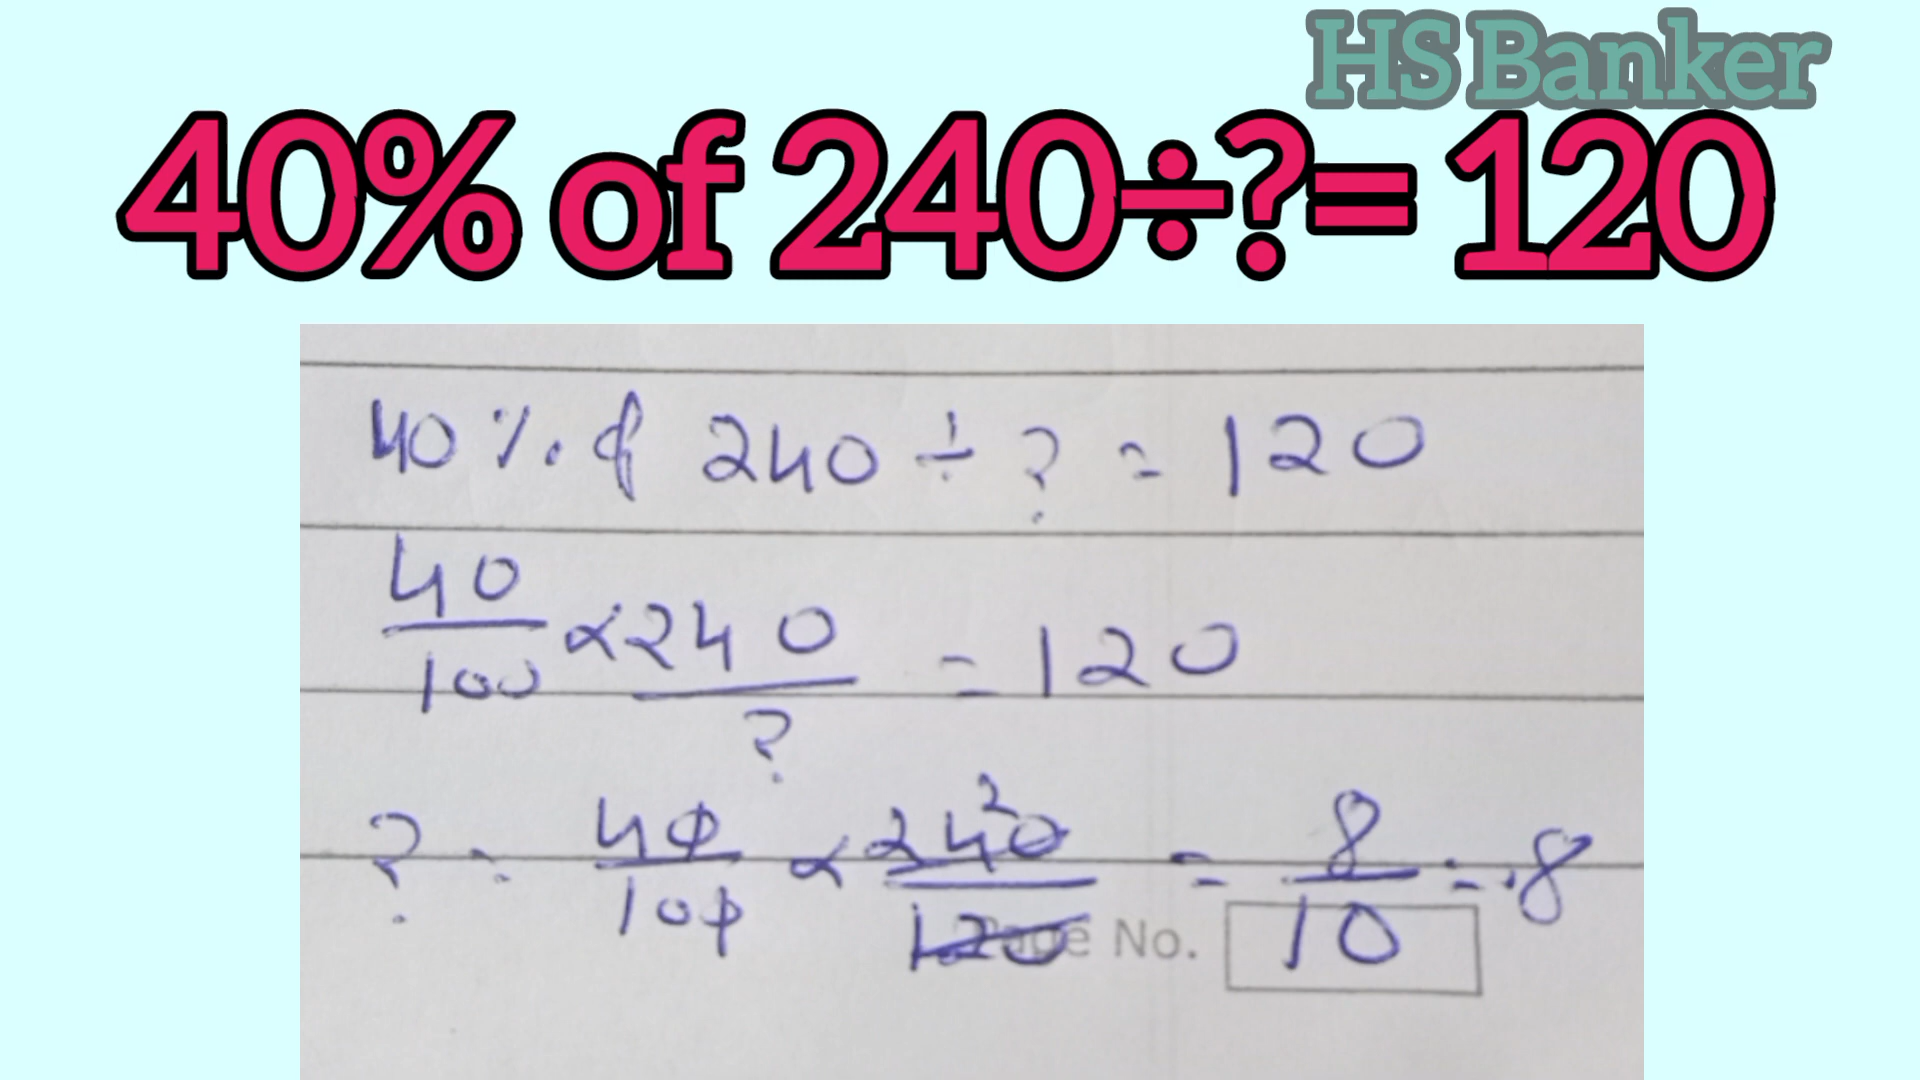 HS Banker
40% of 240÷?= 120
40%. of 240 ÷ ? = 120
40/100 × 240/? = 120
? = 40/100 × 240/120 2 = 8/10 = .8
Page No.